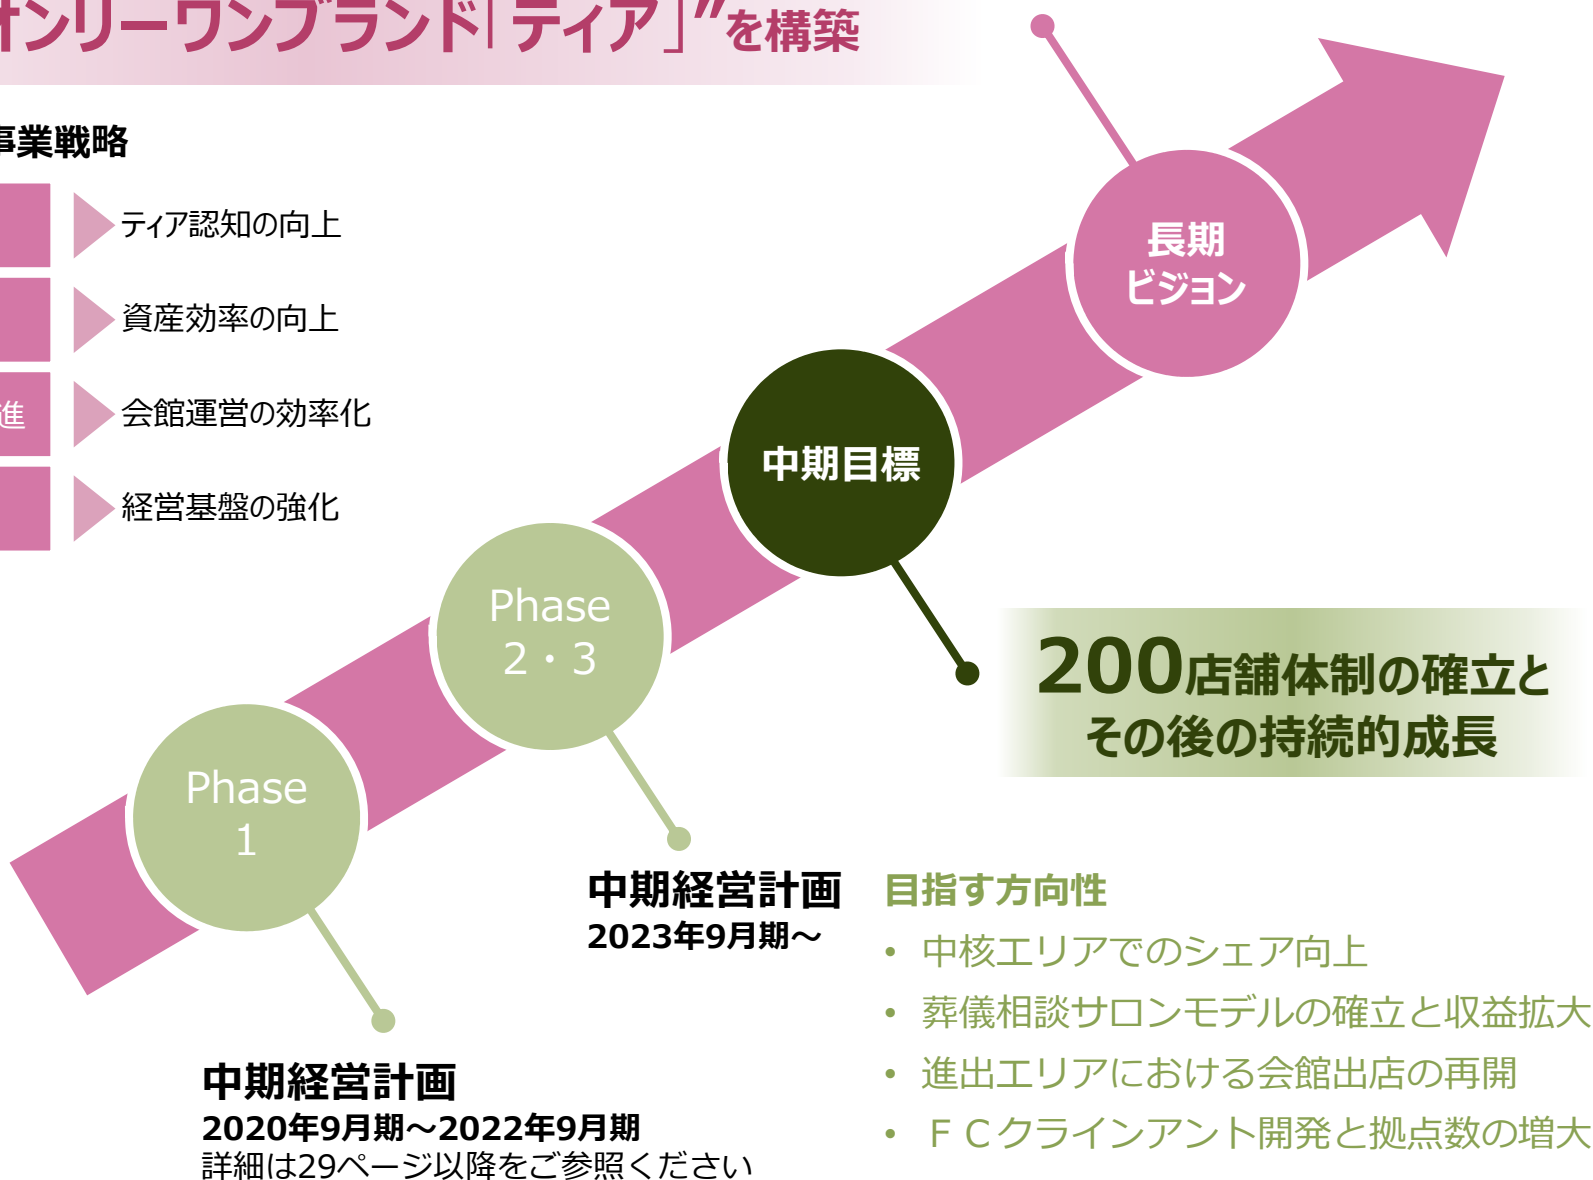 オンリーワンブランド「ティア」”を構築
事業戦略
ティア認知の向上
資産効率の向上
進
会館運営の効率化
経営基盤の強化
長期
ビジョン
中期目標
Phase
2・3
Phase
1
200店舗体制の確立と
その後の持続的成長
中期経営計画
2023年9月期～
目指す方向性
• 中核エリアでのシェア向上
• 葬儀相談サロンモデルの確立と収益拡大
• 進出エリアにおける会館出店の再開
• ＦＣクラインアント開発と拠点数の増大
中期経営計画
2020年9月期～2022年9月期
詳細は29ページ以降をご参照ください